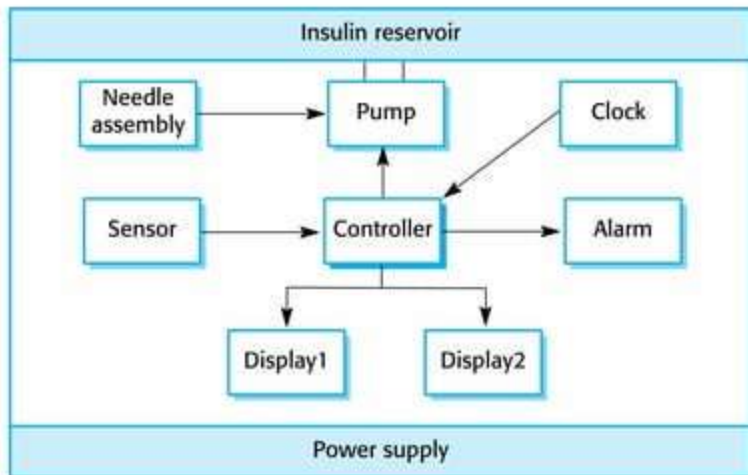 Insulin reservoir
Needle
assembly
Pump
Clock
Sensor
Controller
Alarm
Display1
Display2
Power supply